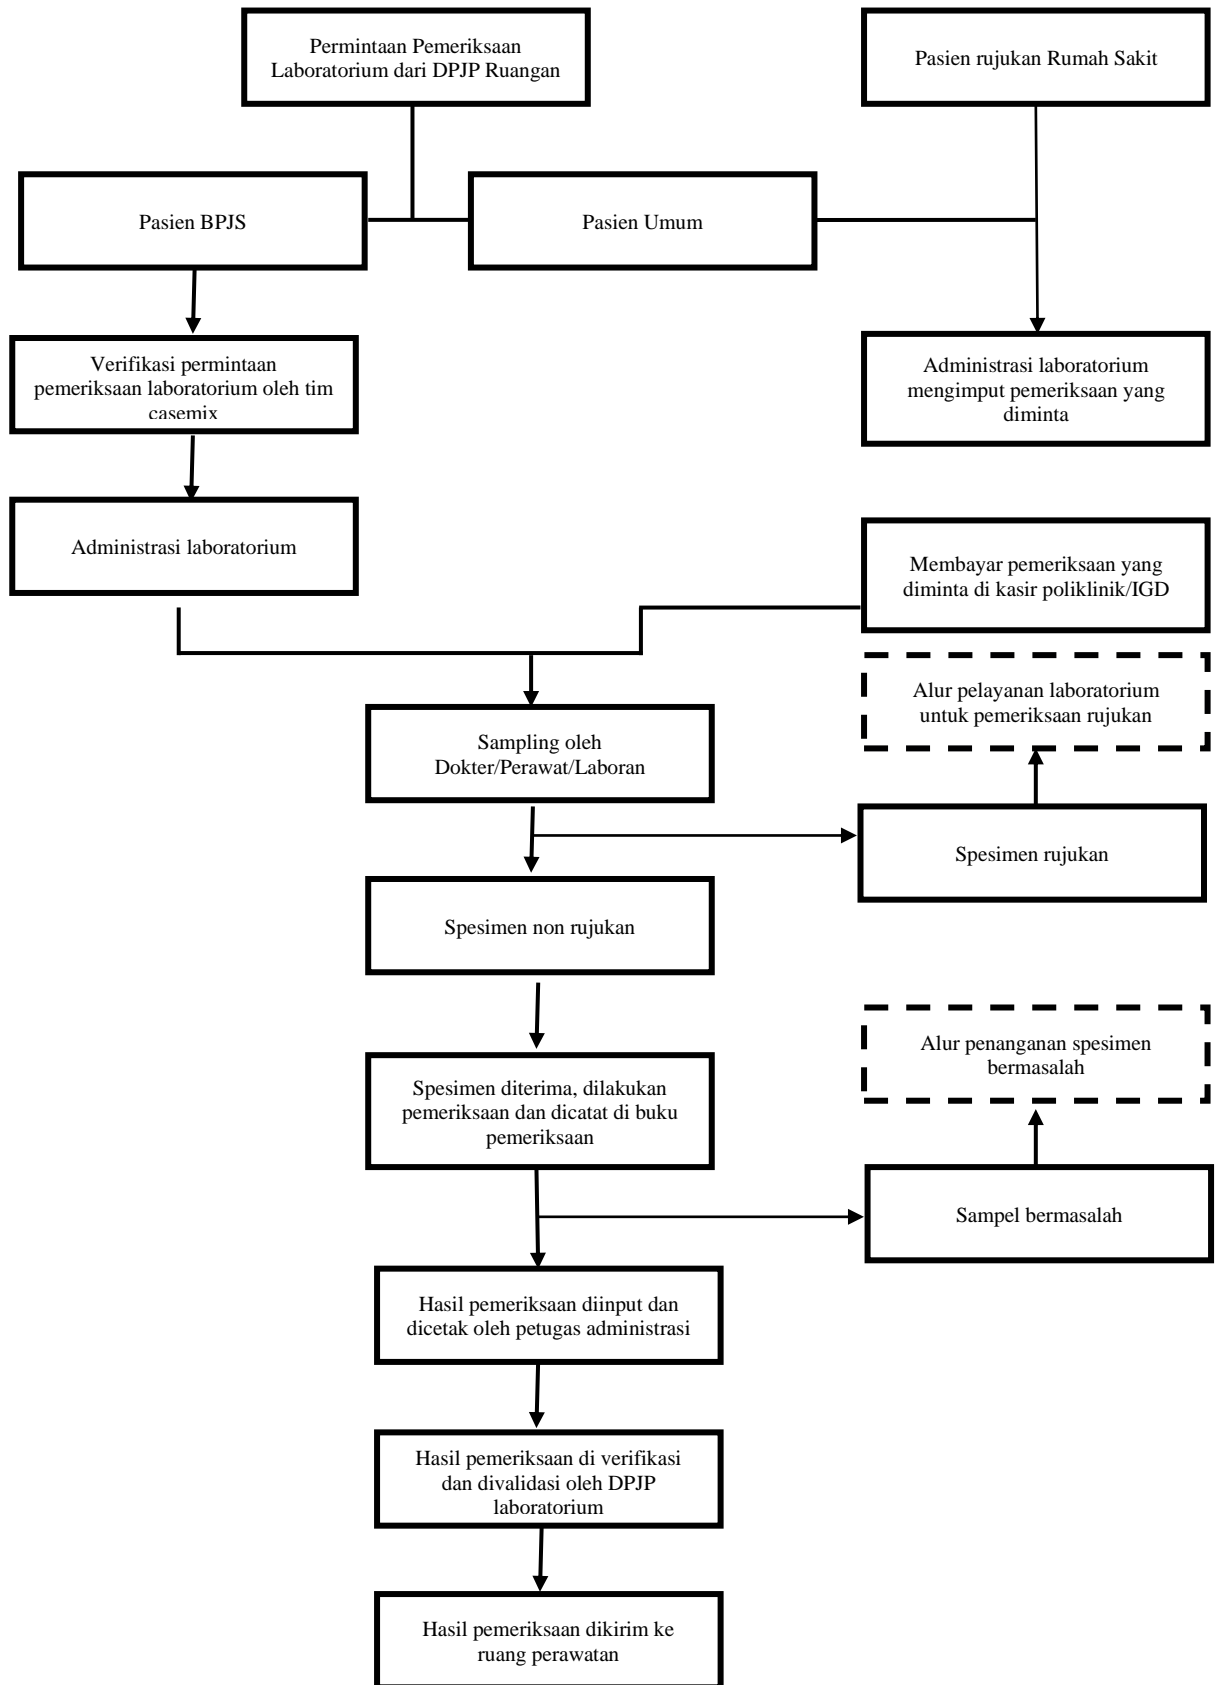 Permintaan Pemeriksaan
Laboratorium dari DPJP Ruangan
Pasien rujukan Rumah Sakit
Pasien BPJS
Pasien Umum
Verifikasi permintaan
pemeriksaan laboratorium oleh tim
casemix
Administrasi laboratorium
mengimput pemeriksaan yang
diminta
Administrasi laboratorium
Membayar pemeriksaan yang
diminta di kasir poliklinik/IGD
Alur pelayanan laboratorium
untuk pemeriksaan rujukan
Sampling oleh
Dokter/Perawat/Laboran
Spesimen rujukan
Spesimen non rujukan
Alur penanganan spesimen
bermasalah
Spesimen diterima, dilakukan
pemeriksaan dan dicatat di buku
pemeriksaan
Sampel bermasalah
Hasil pemeriksaan diinput dan
dicetak oleh petugas administrasi
Hasil pemeriksaan di verifikasi
dan divalidasi oleh DPJP
laboratorium
Hasil pemeriksaan dikirim ke
ruang perawatan